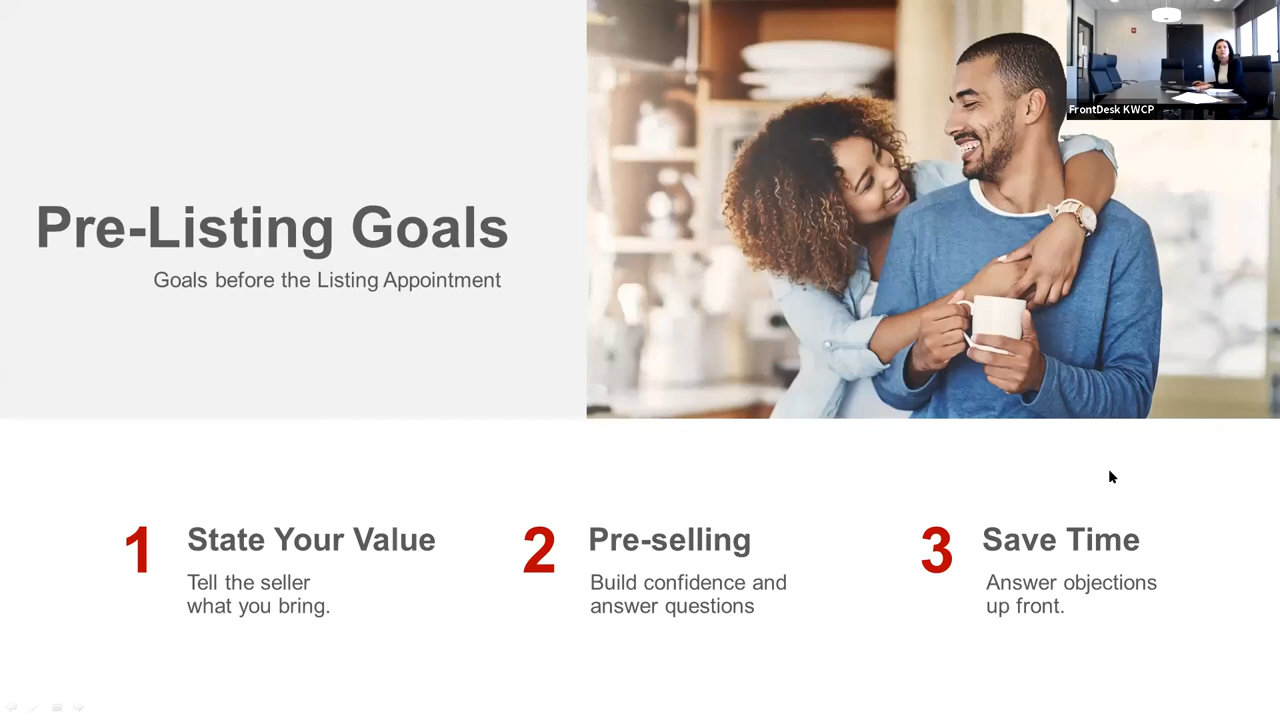 FrontDesk KWCP
Pre-Listing Goals
Goals before the Listing Appointment
1
State Your Value
Tell the seller
what you bring.
2
Pre-selling
Build confidence and
answer questions
3
Save Time
Answer objections
up front.